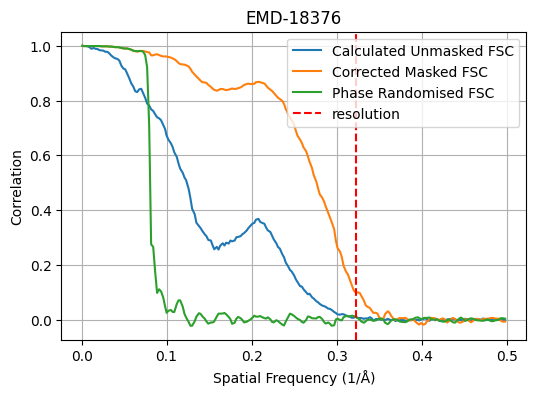 EMD-18376
Calculated Unmasked FSC
Corrected Masked FSC
Phase Randomised FSC
resolution
Correlation
1.0
0.8
0.6
0.4
0.2
0.0
0.0
0.1
0.2
0.3
0.4
0.5
Spatial Frequency (1/Å)